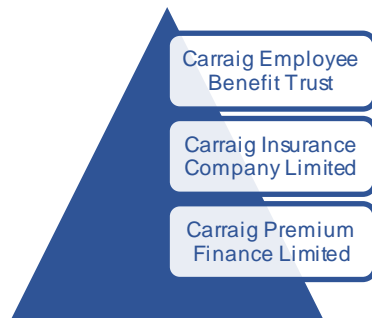 Carraig Employee
Benefit Trust
Carraig Insurance
Company Limited
Carraig Premium
Finance Limited